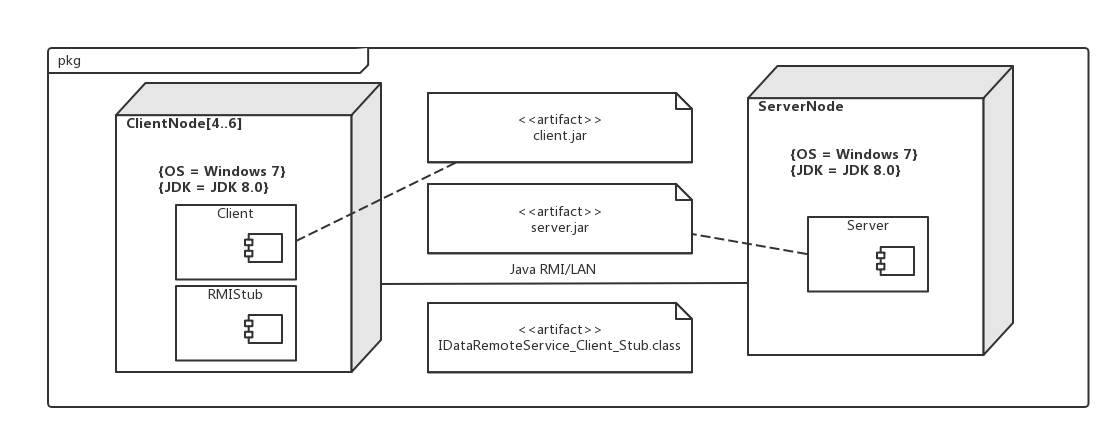 pkg
ClientNode[4..6]
{OS = Windows 7}
{JDK = JDK 8.0}
Client
RMIStub
<<artifact>>
client.jar
<<artifact>>
server.jar
Java RMI/LAN
<<artifact>>
IDataRemoteService_Client_Stub.class
ServerNode
{OS = Windows 7}
{JDK = JDK 8.0}
Server